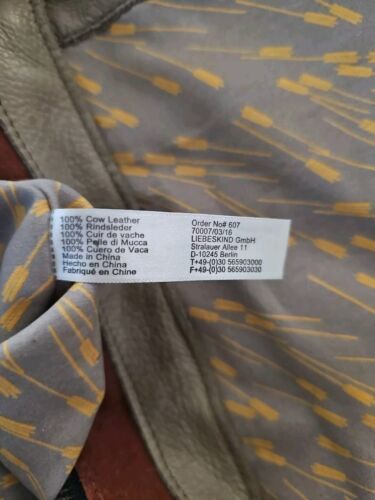 100% Cow Leather
100% Rindsleder
100% Cuir de vache
100% Pelle di Mucca
100% Cuero de Vaca
Made in China
Hecho en China
Fabriqué en Chine
Order No# 607
70007/03/16
LIEBESKIND GmbH
Stralauer Allee 11
D-10245 Berlin
T+49-(0)30 565903000
F+49-(0)30 565903030